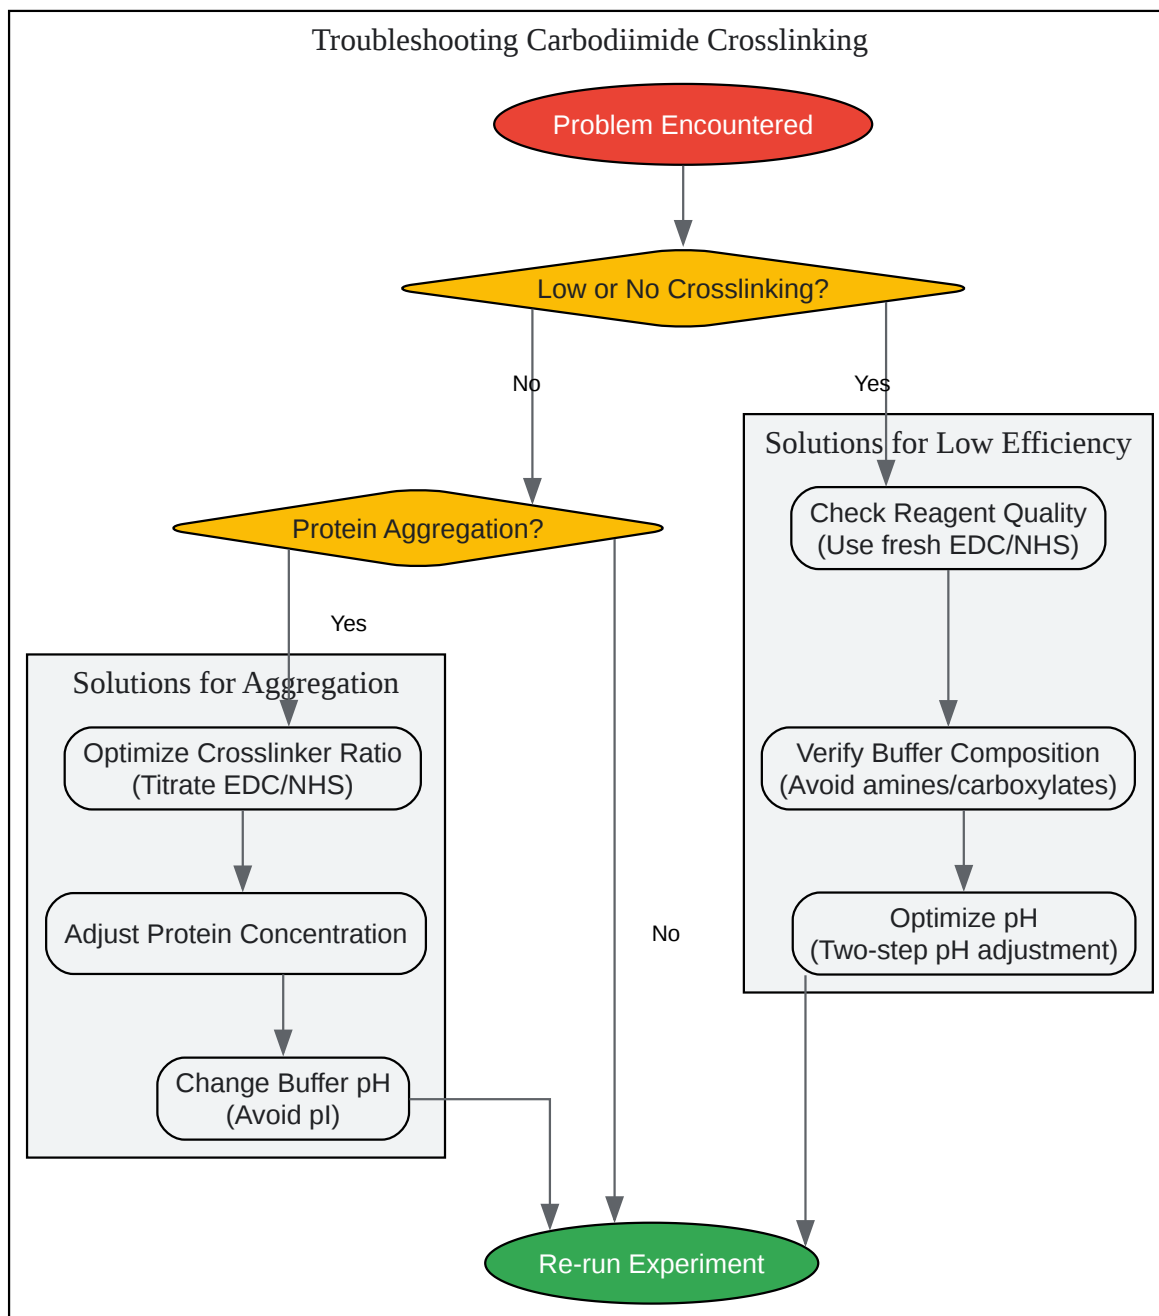 Troubleshooting Carbodiimide Crosslinking
Problem Encountered
Low or No Crosslinking?
No
Yes
Solutions for Low Efficiency
Check Reagent Quality
(Use fresh EDC/NHS)
Protein Aggregation?
Yes
Solutions for Aggregation
Optimize Crosslinker Ratio
(Titrate EDC/NHS)
Verify Buffer Composition
(Avoid amines/carboxylates)
Adjust Protein Concentration
No
Optimize pH
(Two-step pH adjustment)
Change Buffer pH
(Avoid pI)
Re-run Experiment